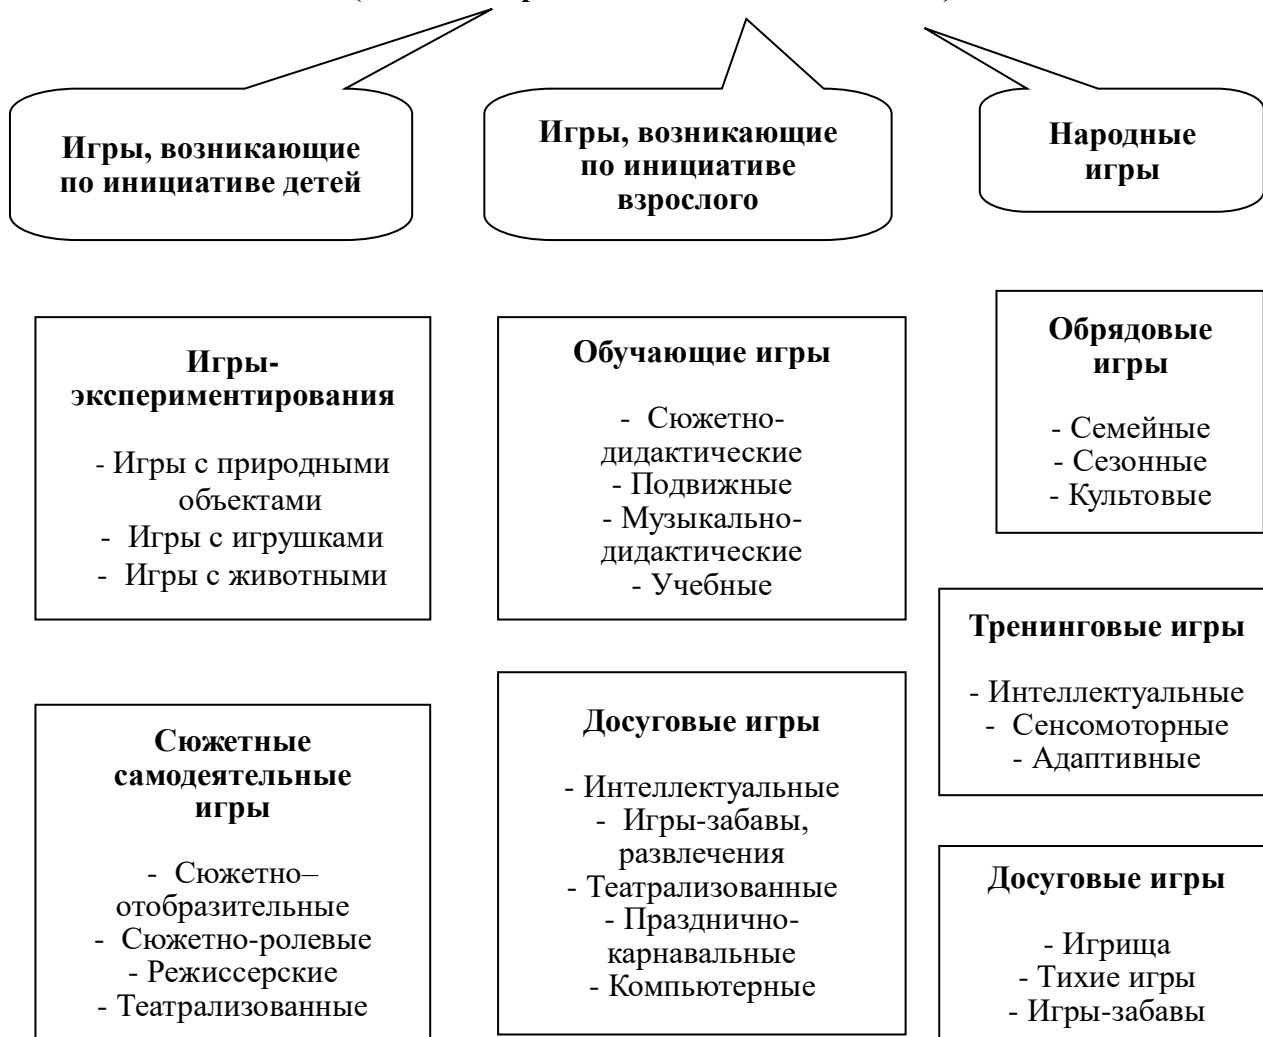 Игры, возникающие
по инициативе детей
Игры, возникающие
по инициативе
взрослого
Народные
игры
Игры-
экспериментирования
- Игры с природными
объектами
- Игры с игрушками
- Игры с животными
Сюжетные
самодеятельные
игры
- Сюжетно–
отобразительные
- Сюжетно-ролевые
- Режиссерские
- Театрализованные
Обучающие игры
- Сюжетно-
дидактические
- Подвижные
- Музыкально-
дидактические
- Учебные
Досуговые игры
- Интеллектуальные
- Игры-забавы,
развлечения
- Театрализованные
- Празднично-
карнавальные
- Компьютерные
Обрядовые
игры
- Семейные
- Сезонные
- Культовые
Тренинговые игры
- Интеллектуальные
- Сенсомоторные
- Адаптивные
Досуговые игры
- Игрища
- Тихие игры
- Игры-забавы